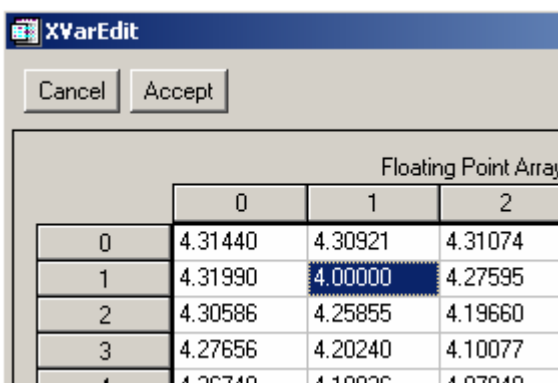 XVarEdit
Cancel Accept
Floating Point Array
0 1 2
0 4.31440 4.30921 4.31074
1 4.31990 4.00000 4.27595
2 4.30586 4.25855 4.19660
3 4.27656 4.20240 4.10077